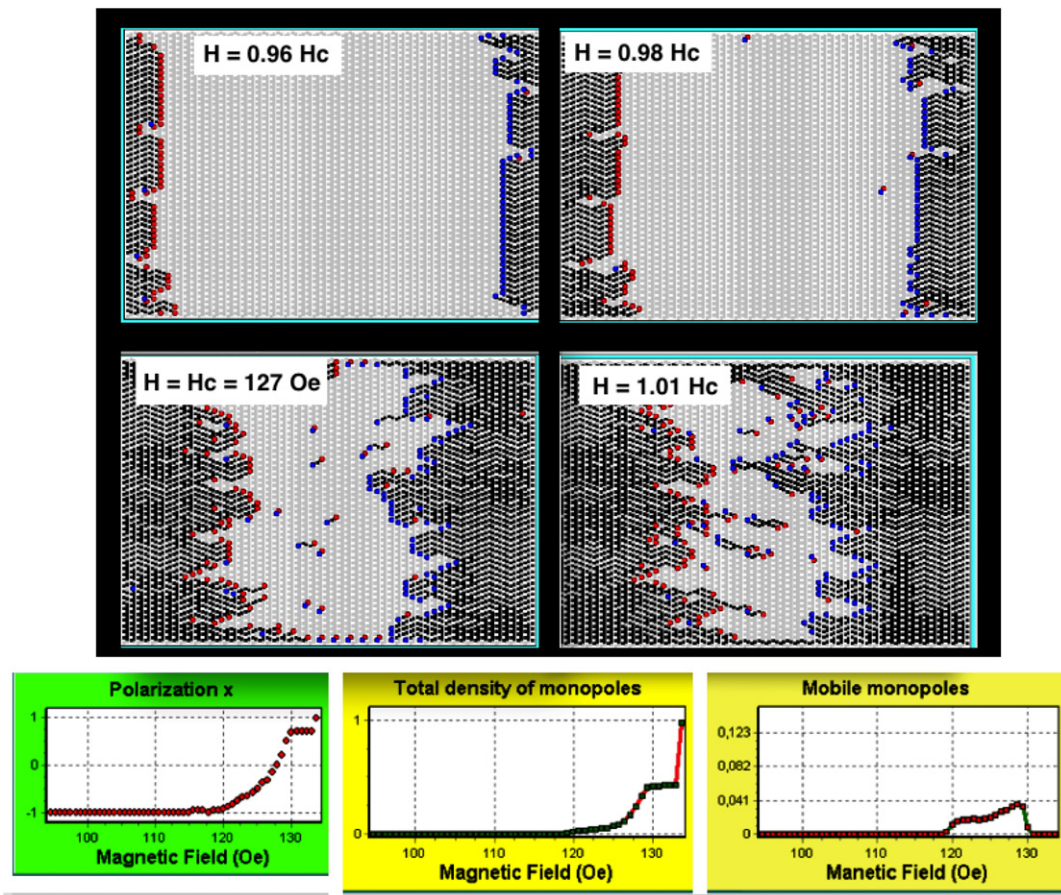 H = 0.96 Hc
H = 0.98 Hc
H = Hc = 127 Oe
H = 1.01 Hc
Polarization x
1
0
-1
100
110
120
130
Magnetic Field (Oe)
Total density of monopoles
1
0
100
110
120
130
Magnetic Field (Oe)
Mobile monopoles
0,123
0,082
0,041
0
100
110
120
130
Manetic Field (Oe)